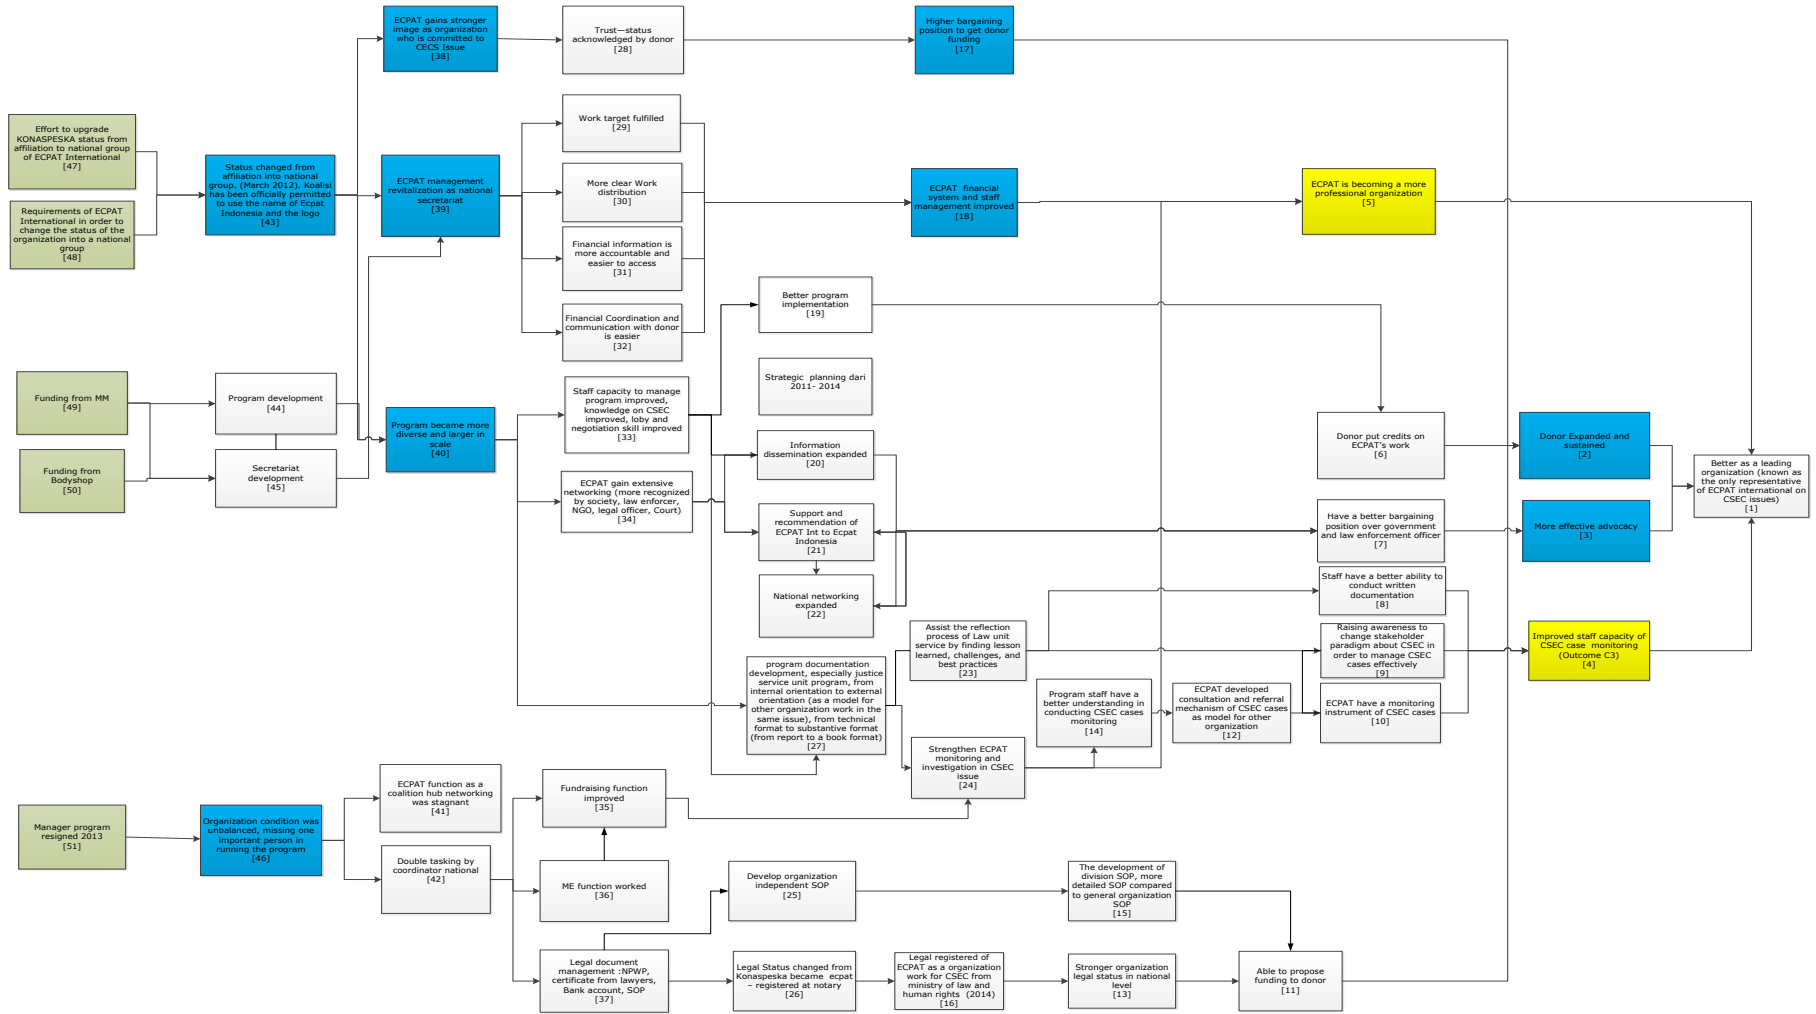 ECPAT gains stronger
image as organization
who is committed to
CECS Issue
[38]
Trust—status
acknowledged by donor
[28]
Higher bargaining
position to get donor
funding
[17]
Effort to upgrade
KONASPESKA status from
affiliation to national group
of ECPAT International
[47]
Requirements of ECPAT
International in order to
change the status of the
organization into a national
group
[48]
Status changed from
affiliation into national
group. (March 2012). Koalisi
has been officially permitted
to use the name of Ecpat
Indonesia and the logo
[43]
ECPAT management
revitalization as national
secretariat
[39]
Work target fulfilled
[29]
More clear Work
distribution
[30]
Financial information is
more accountable and
easier to access
[31]
Financial Coordination and
communication with donor
is easier
[32]
ECPAT  financial
system and staff
management improved
[18]
ECPAT is becoming a more
professional organization
[5]
Better program
implementation
[19]
Strategic  planning dari
2011- 2014
Funding from MM
[49]
Funding from
Bodyshop
[50]
Program development
[44]
Secretariat
development
[45]
Program became more
diverse and larger in
scale
[40]
Staff capacity to manage
program improved,
knowledge on CSEC
improved, loby and
negotiation skill improved
[33]
ECPAT gain extensive
networking (more recognized
by society, law enforcer,
NGO, legal officer, Court)
[34]
Information
dissemination expanded
[20]
Support and
recommendation of
ECPAT Int to Ecpat
Indonesia
[21]
National networking
expanded
[22]
Donor put credits on
ECPAT's work
[6]
Donor Expanded and
sustained
[2]
Better as a leading
organization (known as
the only representative
of ECPAT international on
CSEC issues)
[1]
Have a better bargaining
position over government
and law enforcement officer
[7]
More effective advocacy
[3]
Staff have a better ability to
conduct written
documentation
[8]
Assist the reflection
process of Law unit
service by finding lesson
learned, challenges, and
best practices
[23]
Raising awareness to
change stakeholder
paradigm about CSEC in
order to manage CSEC
cases effectively
[9]
Improved staff capacity of
CSEC case  monitoring
(Outcome C3)
[4]
program documentation
development, especially justice
service unit program, from
internal orientation to external
orientation (as a model for
other organization work in the
same issue), from technical
format to substantive format
(from report to a book format)
[27]
Program staff have a
better understanding in
conducting CSEC cases
monitoring
[14]
ECPAT developed
consultation and referral
mechanism of CSEC cases
as model for other
organization
[12]
ECPAT have a monitoring
instrument of CSEC cases
[10]
Strengthen ECPAT
monitoring and
investigation in CSEC
issue
[24]
Manager program
resigned 2013
[51]
Organization condition was
unbalanced, missing one
important person in
running the program
[46]
ECPAT function as a
coalition hub networking
was stagnant
[41]
Double tasking by
coordinator national
[42]
Fundraising function
improved
[35]
ME function worked
[36]
Legal document
management :NPWP,
certificate from lawyers,
Bank account, SOP
[37]
Develop organization
independent SOP
[25]
Legal Status changed from
Konaspeska became  ecpat
– registered at notary
[26]
Legal registered of
ECPAT as a organization
work for CSEC from
ministry of law and
human rights  (2014)
[16]
The development of
division SOP, more
detailed SOP compared
to general organization
SOP
[15]
Stronger organization
legal status in national
level
[13]
Able to propose
funding to donor
[11]